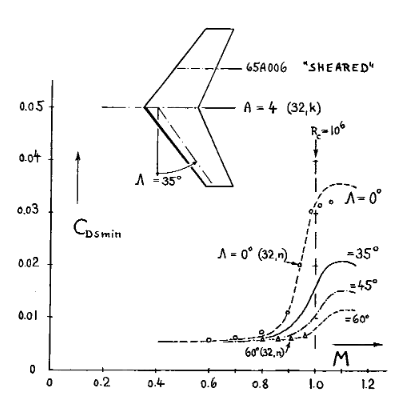 65A006 "SHEARED"
A = 4 (32,k)
Λ = 35°
R_c = 10⁶
0.05
0.04
0.03
0.02
0.01
0
C_DSmin
Λ = 0°
Λ = 0° (32,n)
= 35°
= 45°
= 60°
60°(32,n)
0 0.2 0.4 0.6 0.8 1.0 1.2
M